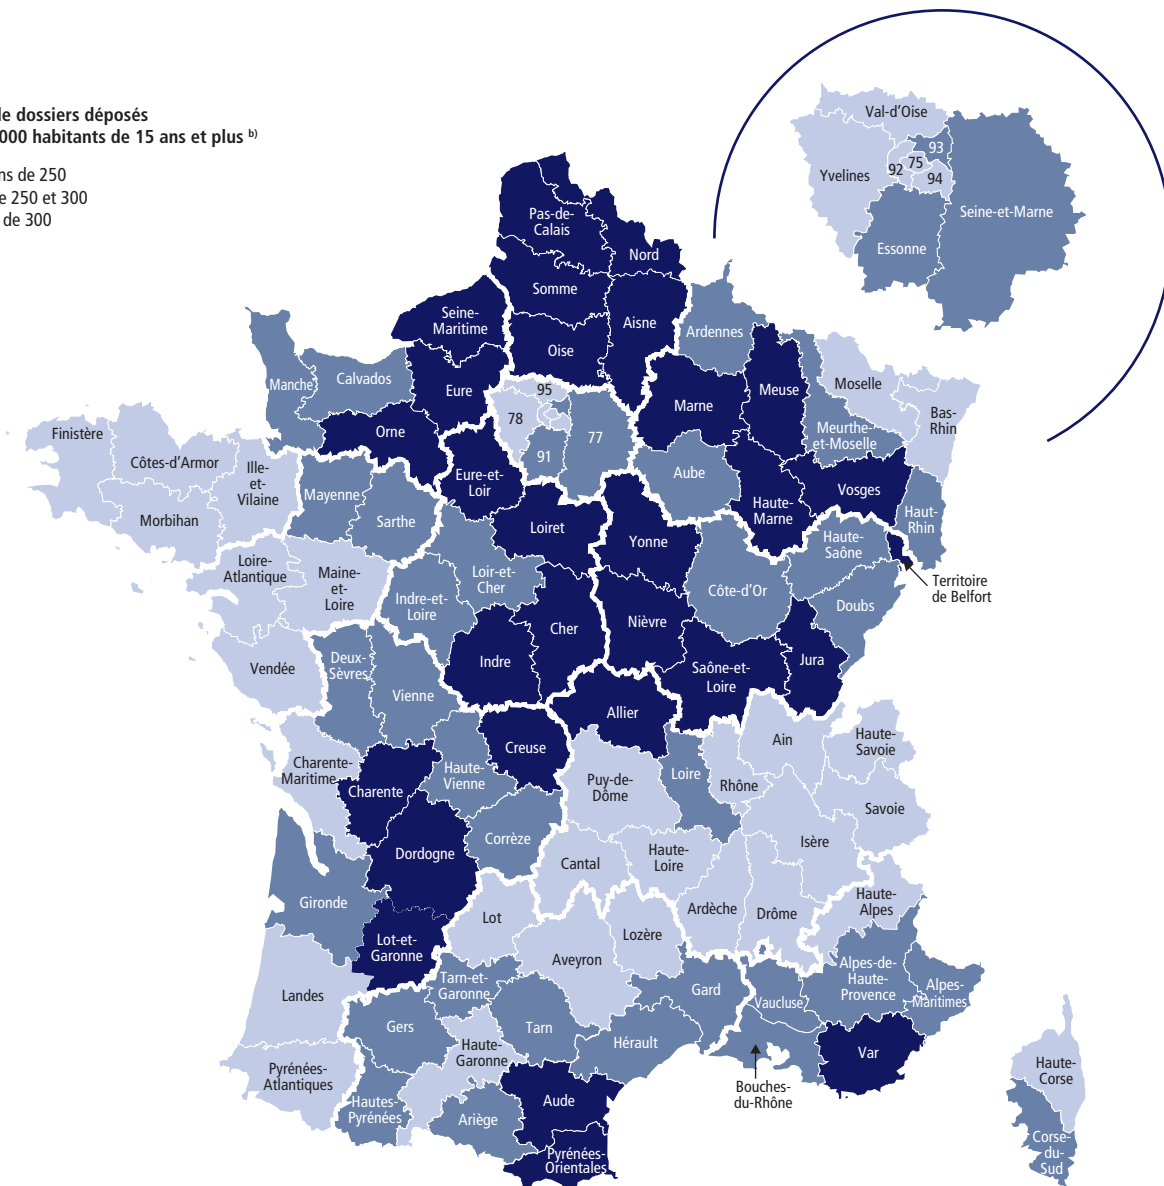 de dossiers déposés
000 habitants de 15 ans et plus b)
de 250
250 et 300
de 300
Val-d'Oise
93
75
92
94
Yvelines
Seine-et-Marne
Essonne
Pas-de-
Calais
Nord
Somme
Aisne
Seine-
Maritime
Oise
Ardennes
Manche
Calvados
Eure
95
78
77
91
Marne
Meuse
Moselle
Bas-
Rhin
Meurthe-
et-Moselle
Orne
Finistère
Côtes-d'Armor
Ille-
et-
Vilaine
Morbihan
Mayenne
Sarthe
Eure-et-
Loir
Loiret
Aube
Haute-
Marne
Vosges
Haut-
Rhin
Yonne
Haute-
Saône
Territoire
de Belfort
Loire-
Atlantique
Maine-
et-
Loire
Indre-et-
Loire
Loir-et-
Cher
Côte-d'Or
Doubs
Cher
Nièvre
Vendée
Deux-
Sèvres
Vienne
Indre
Saône-et-
Loire
Jura
Allier
Creuse
Charente-
Maritime
Charente
Haute-
Vienne
Puy-de-
Dôme
Loire
Rhône
Ain
Haute-
Savoie
Savoie
Isère
Corrèze
Dordogne
Cantal
Haute-
Loire
Ardèche
Drôme
Haute-
Alpes
Gironde
Lot-et-
Garonne
Lot
Aveyron
Lozère
Landes
Tarn-et-
Garonne
Gers
Tarn
Gard
Vaucluse
Alpes-de-
Haute-
Provence
Alpes-
Maritimes
Haute-
Garonne
Hérault
Bouches-
du-Rhône
Var
Pyrénées-
Atlantiques
Hautes-
Pyrénées
Ariège
Aude
Pyrénées-
Orientales
Haute-
Corse
Corse-
du-
Sud